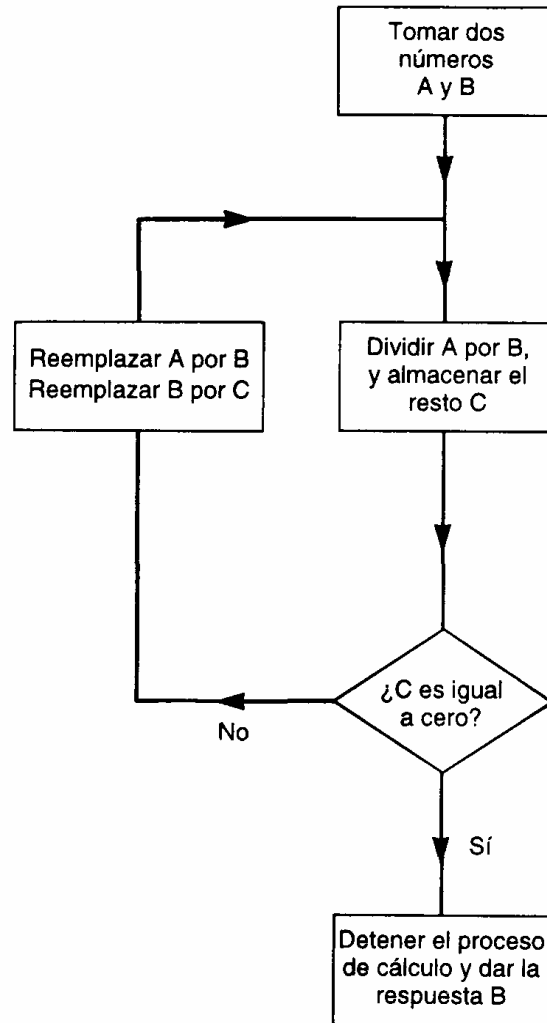 Tomar dos
números
A y B
Reemplazar A por B
Reemplazar B por C
Dividir A por B,
y almacenar el
resto C
¿C es igual
a cero?
No
Sí
Detener el proceso
de cálculo y dar la
respuesta B